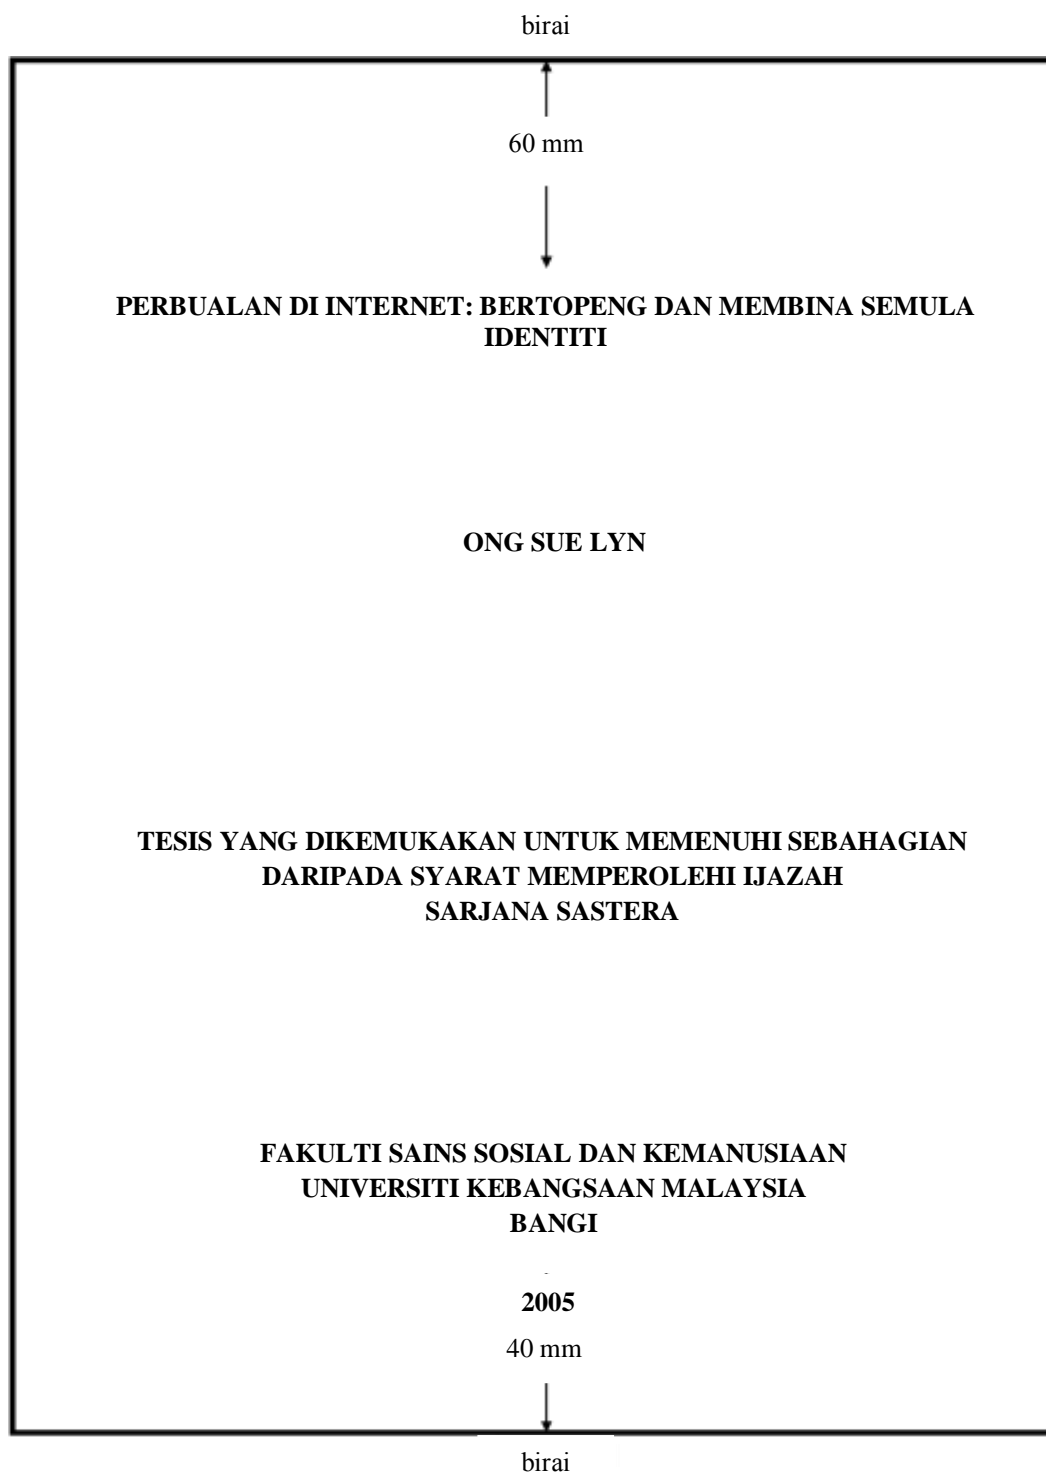 birai
60 mm
PERBUALAN DI INTERNET: BERTOPENG DAN MEMBINA SEMULA
IDENTITI
ONG SUE LYN
TESIS YANG DIKEMUKAKAN UNTUK MEMENUHI SEBAHAGIAN
DARIPADA SYARAT MEMPEROLEHI IJAZAH
SARJANA SASTERA
FAKULTI SAINS SOSIAL DAN KEMANUSIAAN
UNIVERSITI KEBANGSAAN MALAYSIA
BANGI
2005
40 mm
birai